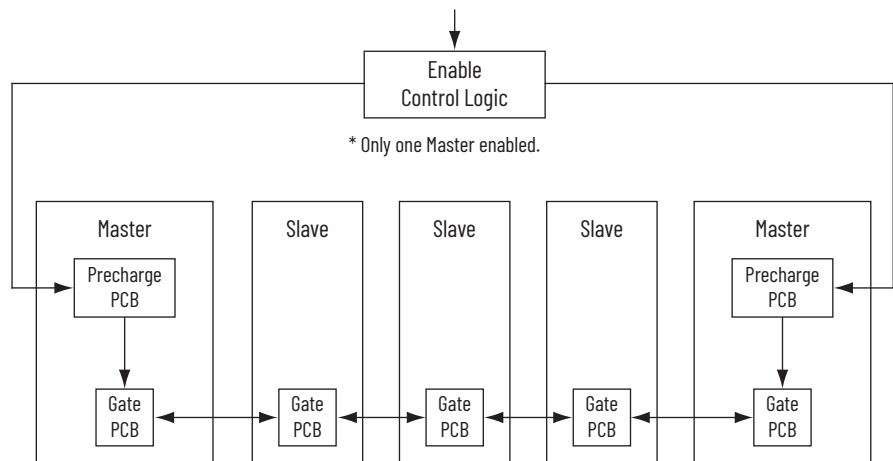 Enable
Control Logic
* Only one Master enabled.
Master
Slave
Slave
Slave
Master
Precharge
PCB
Precharge
PCB
Gate
PCB
Gate
PCB
Gate
PCB
Gate
PCB
Gate
PCB